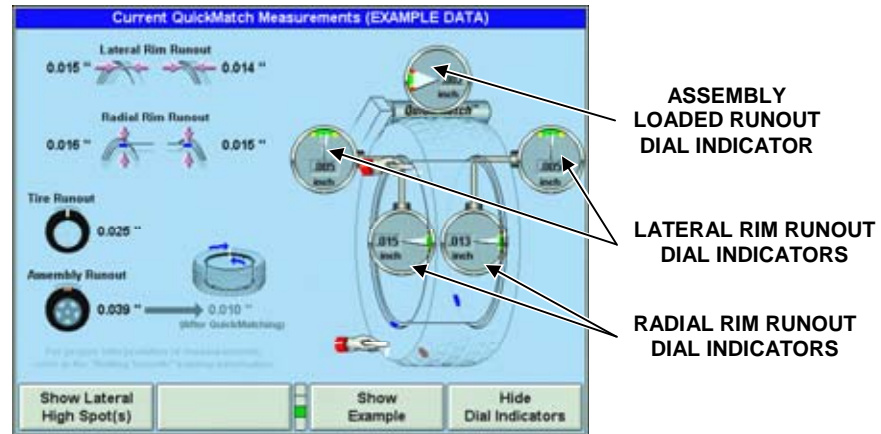 Current QuickMatch Measurements (EXAMPLE DATA)
Lateral Rim Runout
0.015 " 0.014 "
Radial Rim Runout
0.016 " 0.015 "
Tire Runout
0.025 "
Assembly Runout
0.039 " 0.010 "
(After QuickMatching)
inch
QuickMatch
.005
inch
.005
inch
.015
inch
.013
inch
Show Lateral
High Spot(s)
Show
Example
Hide
Dial Indicators
ASSEMBLY
LOADED RUNOUT
DIAL INDICATOR
LATERAL RIM RUNOUT
DIAL INDICATORS
RADIAL RIM RUNOUT
DIAL INDICATORS